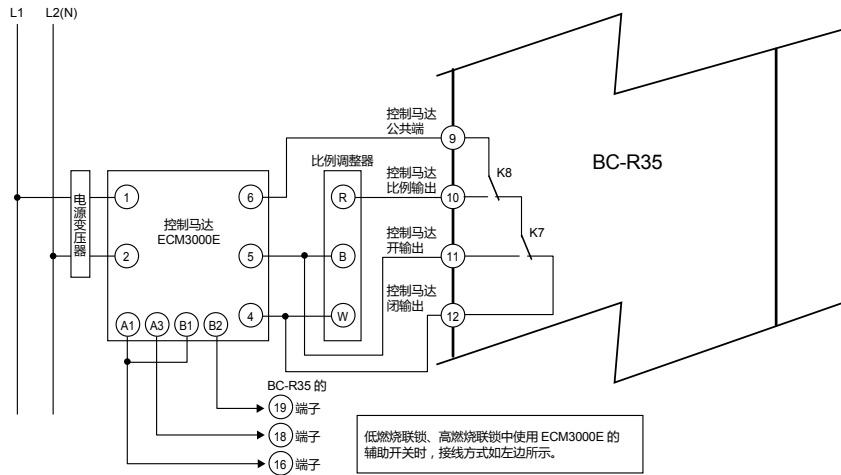 L1 L2(N)
控制马达
公共端
9
比例调整器
BC-R35
K8
控制马达
比例输出
1 6 R 10
电源变压器
控制马达
ECM3000E
K7
控制马达
开输出
2 5 B 11
控制马达
闭输出
4 W 12
A1 A3 B1 B2
BC-R35 的
19 端子
18 端子
16 端子
低燃烧联锁、高燃烧联锁中使用 ECM3000E 的
辅助开关时，接线方式如左边所示。